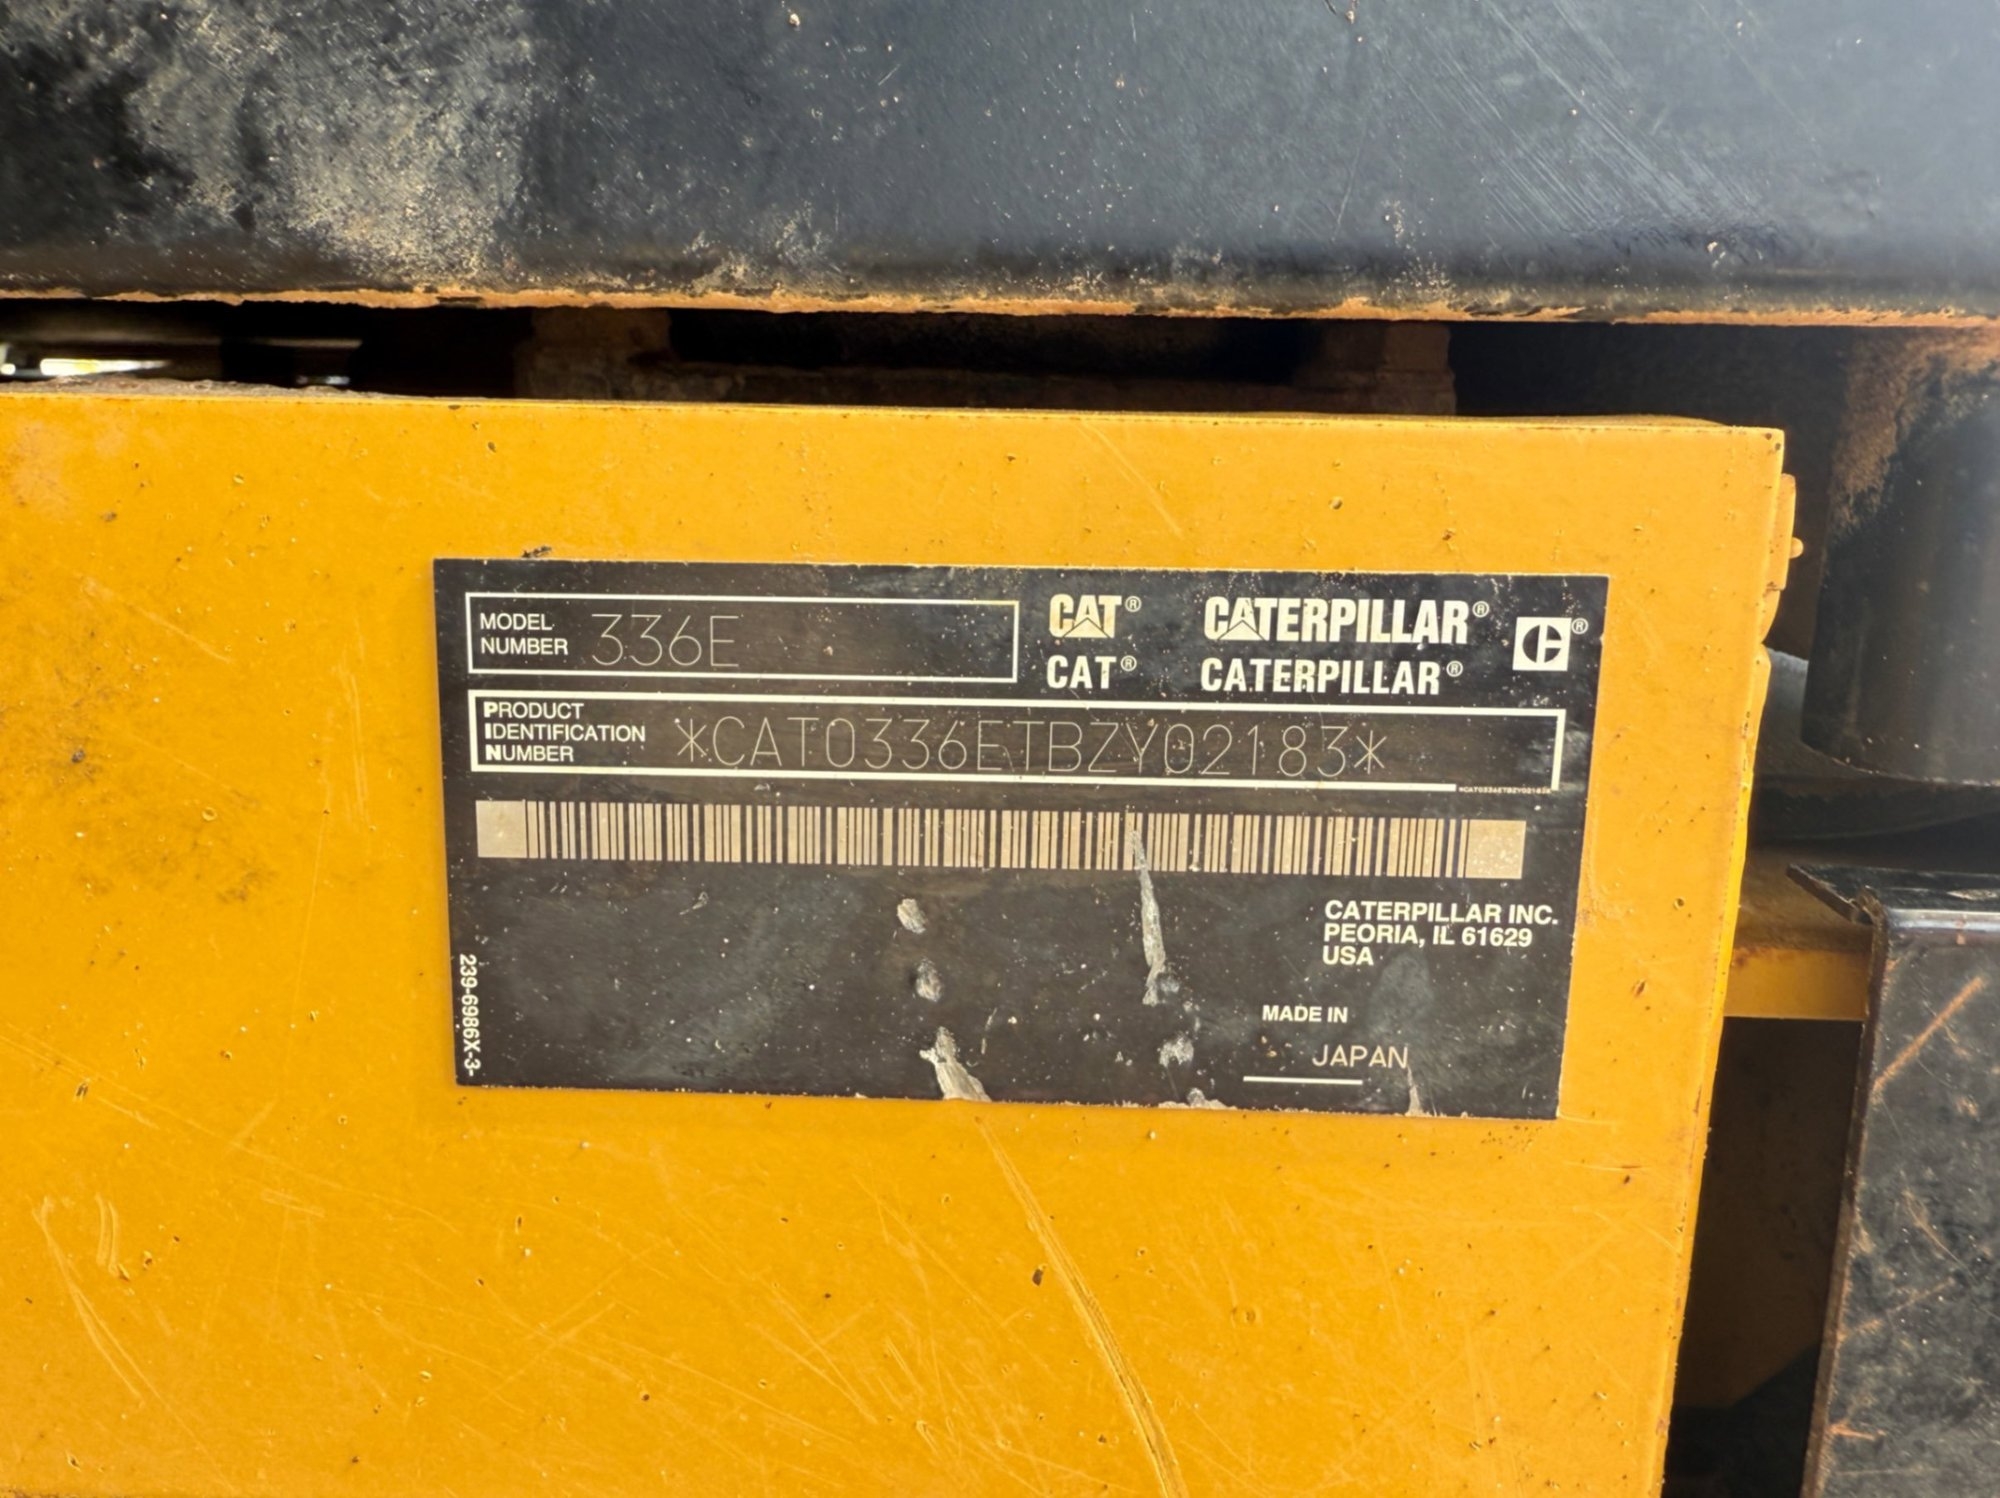 MODEL NUMBER 336E
CAT® CATERPILLAR®
CAT® CATERPILLAR®
PRODUCT
IDENTIFICATION
NUMBER
*CAT0336ETBZY02183*
*CAT0336ETBZY02183*
CATERPILLAR INC.
PEORIA, IL 61629
USA
MADE IN
JAPAN
239-6986X-3-